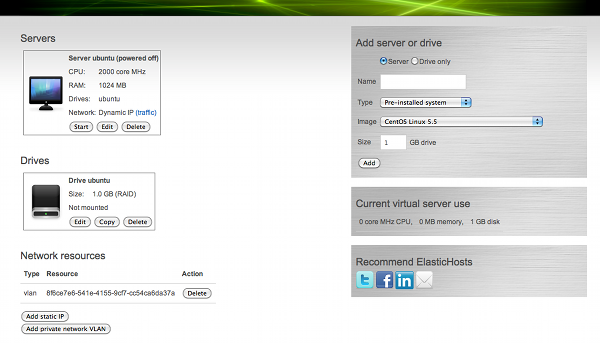 Servers
Server ubuntu (powered off)
CPU: 2000 core MHz
RAM: 1024 MB
Drives: ubuntu
Network: Dynamic IP (traffic)
Start Edit Delete
Drives
Drive ubuntu
Size: 1.0 GB (RAID)
Not mounted
Edit Copy Delete
Network resources
Type Resource Action
vlan 8f6ce7e6-541e-4155-9cf7-cc54ca6da37a Delete
Add static IP
Add private network VLAN
Add server or drive
Server Drive only
Name
Type Pre-installed system
Image CentOS Linux 5.5
Size 1 GB drive
Add
Current virtual server use
0 core MHz CPU, 0 MB memory, 1 GB disk
Recommend ElasticHosts
t f in